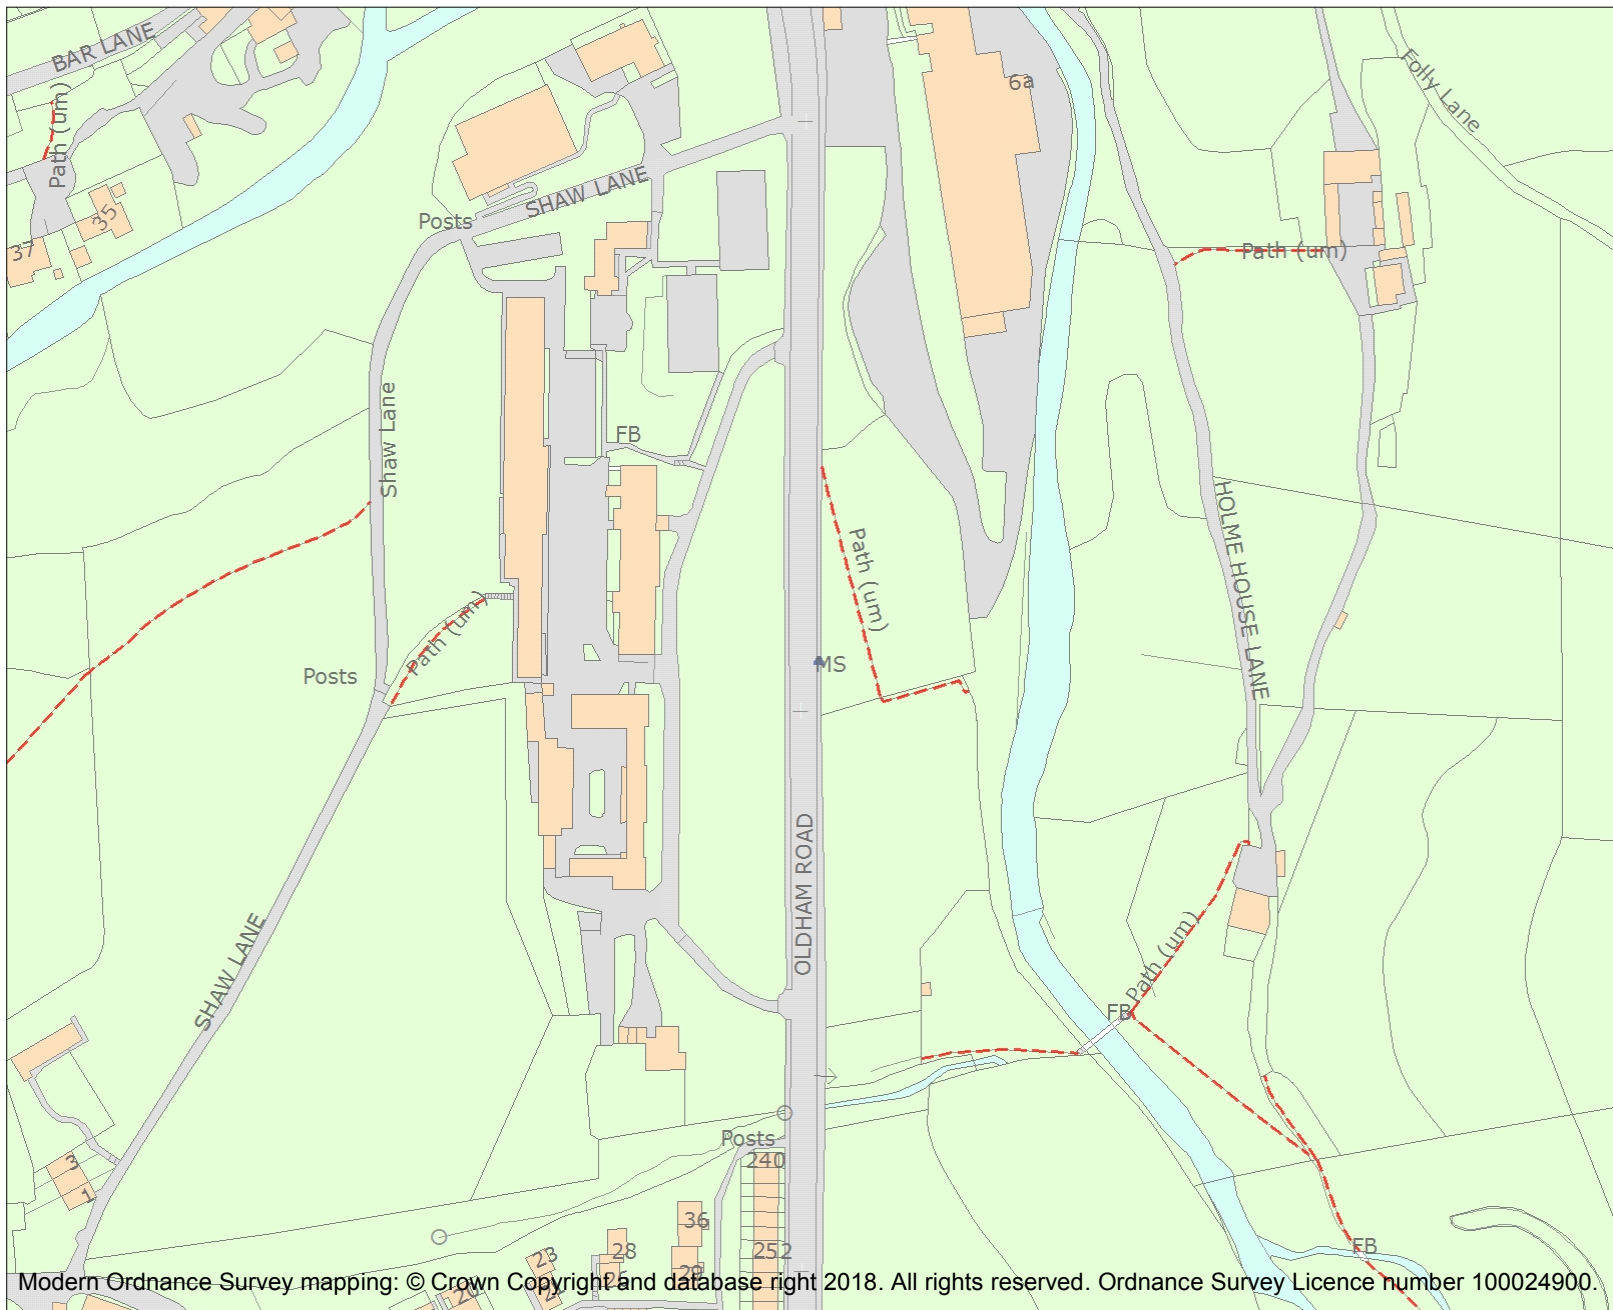 BAR LANE
Path (um)
35
37
Posts
SHAW LANE
6a
Folly Lane
Path (um)
Shaw Lane
FB
HOLME HOUSE LANE
Path (um)
Path (um)
Posts
MS
OLDHAM ROAD
SHAW LANE
Path (um)
FB
3
1
Posts
240
36
23
28
252
FB
29
26
20
Modern Ordnance Survey mapping: © Crown Copyright and database right 2018. All rights reserved. Ordnance Survey Licence number 100024900.